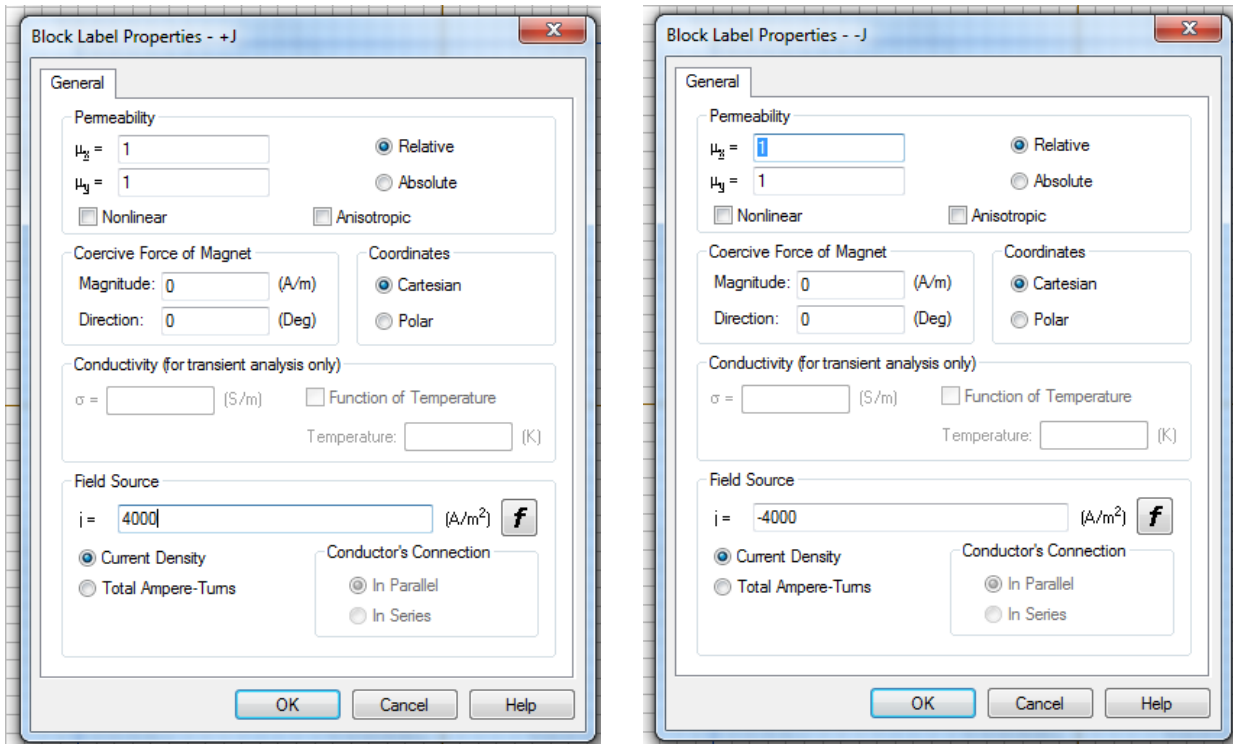 Block Label Properties - +J
General
Permeability
μx = 1
Relative
μy = 1
Absolute
Nonlinear
Anisotropic
Coercive Force of Magnet
Magnitude: 0 (A/m)
Direction: 0 (Deg)
Coordinates
Cartesian
Polar
Conductivity (for transient analysis only)
σ = (S/m)
Function of Temperature
Temperature: (K)
Field Source
j = 4000 (A/m²) f
Current Density
Total Ampere-Turns
Conductor's Connection
In Parallel
In Series
OK Cancel Help
Block Label Properties - -J
General
Permeability
μx = 1
Relative
μy = 1
Absolute
Nonlinear
Anisotropic
Coercive Force of Magnet
Magnitude: 0 (A/m)
Direction: 0 (Deg)
Coordinates
Cartesian
Polar
Conductivity (for transient analysis only)
σ = (S/m)
Function of Temperature
Temperature: (K)
Field Source
j = -4000 (A/m²) f
Current Density
Total Ampere-Turns
Conductor's Connection
In Parallel
In Series
OK Cancel Help